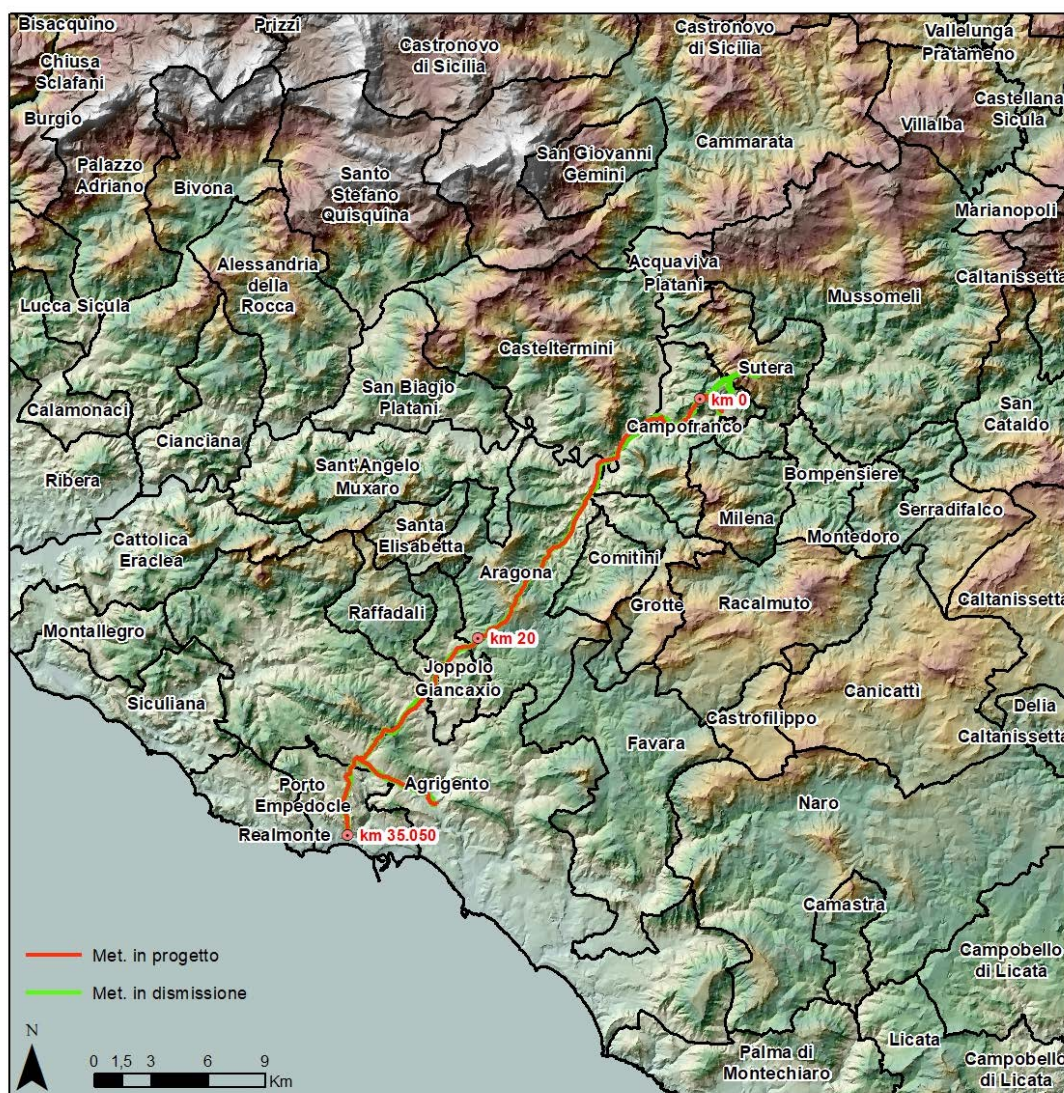 Bisacquino
Prizzi
Castronovo
di Sicilia
Castronovo
di Sicilia
Vallelunga
Pratameno
Chiusa
Sclafani
Burgio
Castellana
Sicula
Villalba
Palazzo
Adriano
Bivona
Santo
Stefano
Quisquina
San Giovanni
Gemini
Cammarata
Marianopoli
Alessandria
della
Rocca
Acquaviva
Platani
Caltanissetta
Lucca Sicula
Mussomeli
Casteltermini
Sutera
San Biagio
Platani
km 0
Calamonaci
Campofranco
San
Cataldo
Cianciana
Ribera
Sant'Angelo
Muxaro
Bompensiere
Milena
Serradifalco
Cattolica
Eraclea
Santa
Elisabetta
Montedoro
Comitini
Aragona
Raffadali
Grotte
Racalmuto
Caltanissetta
Montallegro
km 20
Joppolo
Giancaxio
Siculiana
Canicattì
Castrofilippo
Delia
Caltanissetta
Favara
Porto
Empedocle
Agrigento
Naro
Realmonte
km 35.050
Camastra
Met. in progetto
Campobello
di Licata
Met. in dismissione
N
Licata
Palma di
Montechiaro
Campobello
di Licata
0 1,5 3 6 9
Km